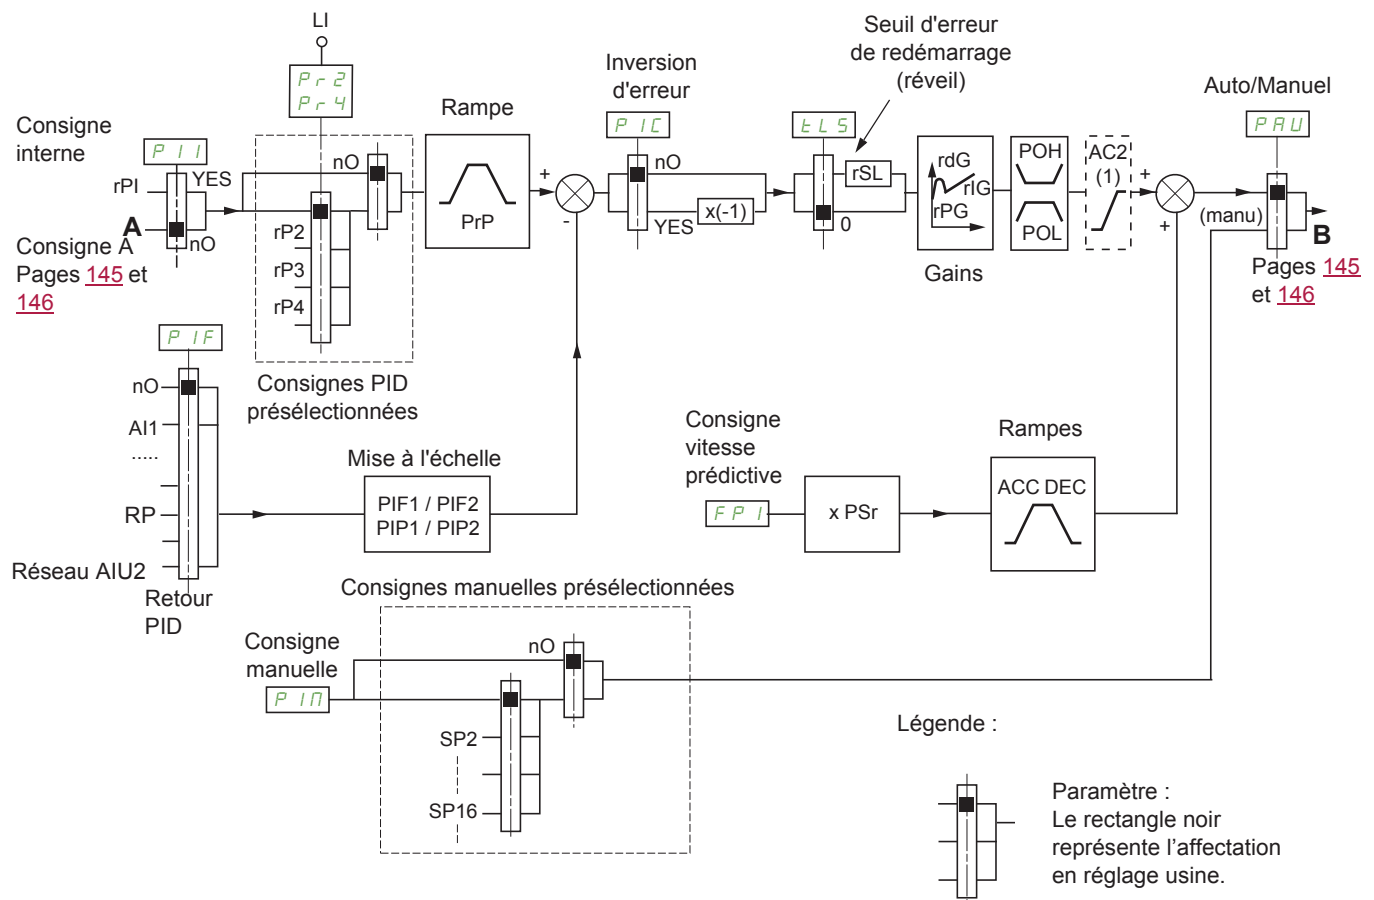 LI
Pr2
Pr4
Consigne
interne
PII
rPI
YES
A
nO
Consigne A
Pages 145 et
146
nO
rP2
rP3
rP4
Consignes PID
présélectionnées
Rampe
PrP
+
-
Inversion
d'erreur
PIC
nO
YES
x(-1)
Seuil d'erreur
de redémarrage
(réveil)
tLS
rSL
0
rdG
rIG
rPG
Gains
POH
POL
AC2
(1)
+
+
Auto/Manuel
PAU
(manu)
B
Pages 145
et 146
PIF
nO
AI1
.....
RP
Réseau AIU2
Retour
PID
Mise à l'échelle
PIF1 / PIF2
PIP1 / PIP2
Consigne
vitesse
prédictive
FPI
x PSr
Rampes
ACC DEC
Consignes manuelles présélectionnées
Consigne
manuelle
PIM
nO
SP2
SP16
Légende :
Paramètre :
Le rectangle noir
représente l’affectation
en réglage usine.